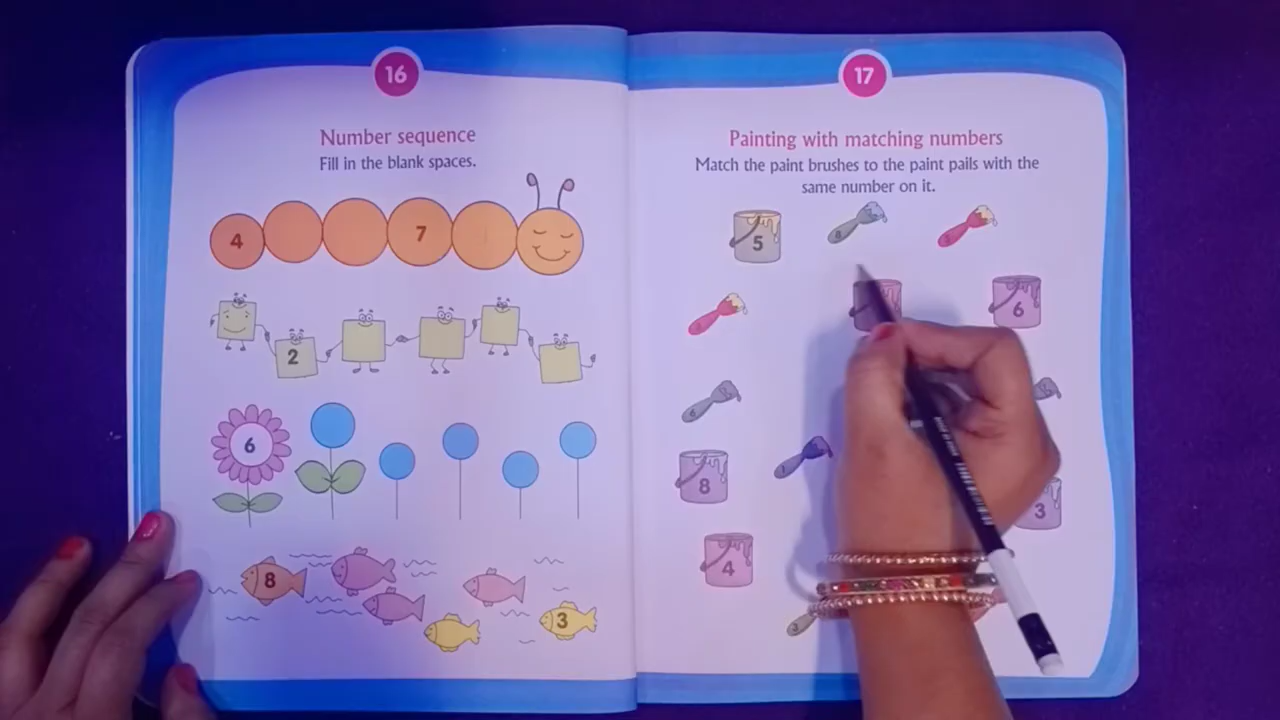 16
Number sequence
Fill in the blank spaces.
4 7
2
6
8 3
17
Painting with matching numbers
Match the paint brushes to the paint pails with the
same number on it.
5
6
6
8
3
4
3